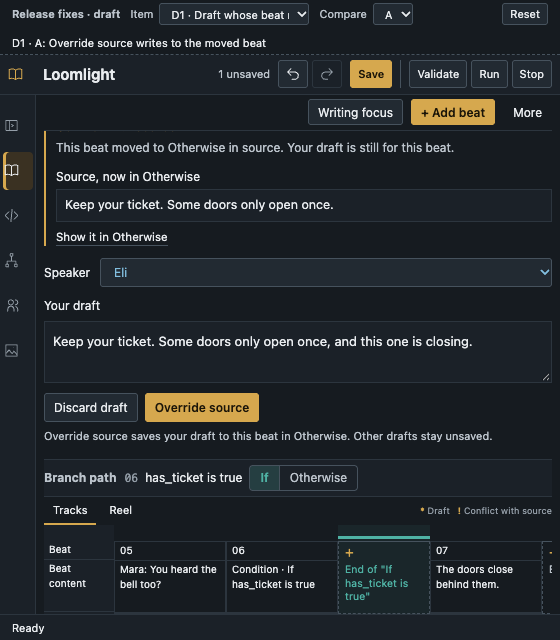 Release fixes · draft Item D1 · Draft whose beat Compare A Reset
D1 · A: Override source writes to the moved beat
Loomlight 1 unsaved Save Validate Run Stop
Writing focus + Add beat More
This beat moved to Otherwise in source. Your draft is still for this beat.
Source, now in Otherwise
Keep your ticket. Some doors only open once.
Show it in Otherwise
Speaker Eli
Your draft
Keep your ticket. Some doors only open once, and this one is closing.
Discard draft Override source
Override source saves your draft to this beat in Otherwise. Other drafts stay unsaved.
Branch path 06 has_ticket is true If Otherwise
Tracks Reel * Draft ! Conflict with source
Beat 05 06 + 07
Beat content
Mara: You heard the bell too?
Condition · If has_ticket is true
End of "If has_ticket is true"
The doors close behind them.
Ready